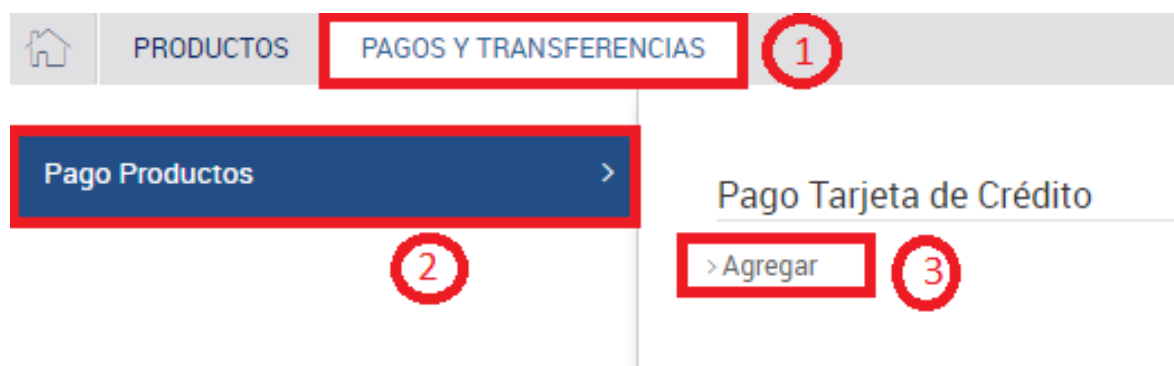 PRODUCTOS PAGOS Y TRANSFERENCIAS 1
Pago Productos >
2
Pago Tarjeta de Crédito
> Agregar 3